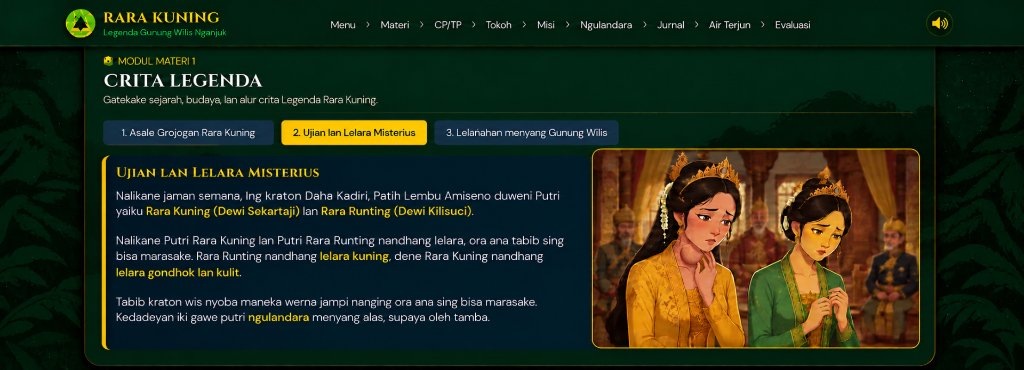 RARA KUNING
Legenda Gunung Wilis Nganjuk
Menu > Materi > CP/TP > Tokoh > Misi > Ngulandara > Jurnal > Air Terjun > Evaluasi
MODUL MATERI 1
CRITA LEGENDA
Gatekake sejarah, budaya, lan alur crita Legenda Rara Kuning.
1. Asale Grojogan Rara Kuning
2. Ujian lan Lelara Misterius
3. Lelañahan menyang Gunung Wilis
UJIAN LAN LELARA MISTERIUS
Nalikane jaman semana, Ing kraton Daha Kadiri, Patih Lembu Amiseno duweni Putri
yaiku Rara Kuning (Dewi Sekartaji) lan Rara Runting (Dewi Kilisuci).
Nalikane Putri Rara Kuning lan Putri Rara Runting nandhang lelara, ora ana tabib sing
bisa marasake. Rara Runting nandhang lelara kuning, dene Rara Kuning nandhang
lelara gondhok lan kulit.
Tabib kraton wis nyoba maneka werna jampi nanging ora ana sing bisa marasake.
Kedadeyan iki gawe putri ngulandara menyang alas, supaya oleh tamba.